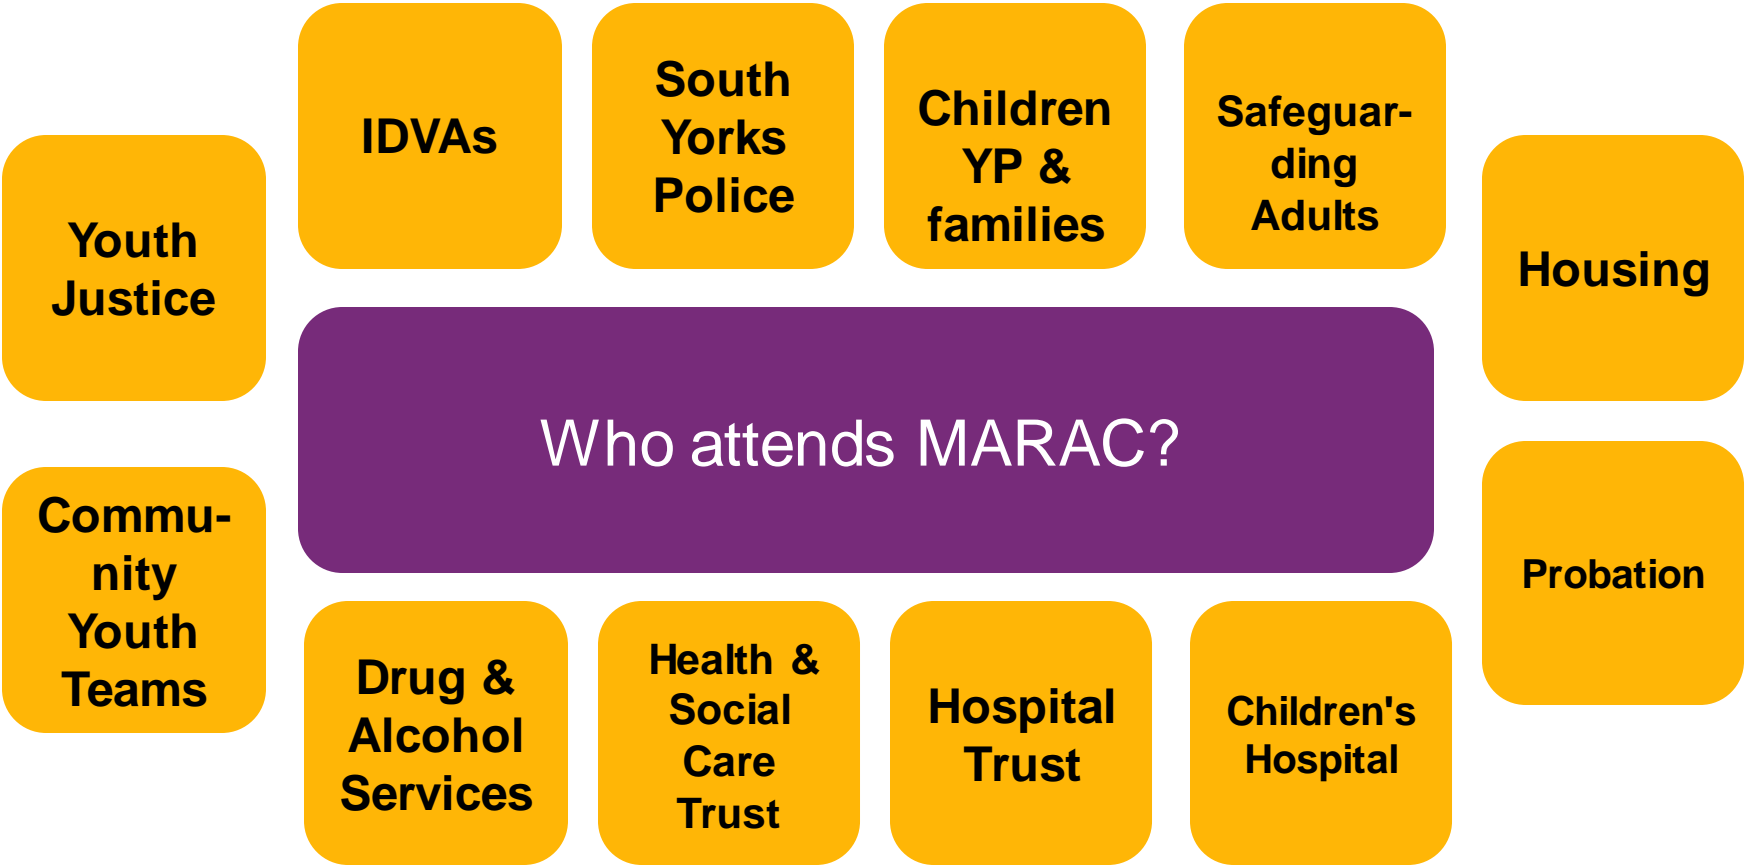 IDVAs
South
Yorks
Police
Children
YP &
families
Safeguar-
ding
Adults
Youth
Justice
Housing
Who attends MARAC?
Commu-
nity
Youth
Teams
Probation
Drug &
Alcohol
Services
Health &
Social
Care
Trust
Hospital
Trust
Children's
Hospital